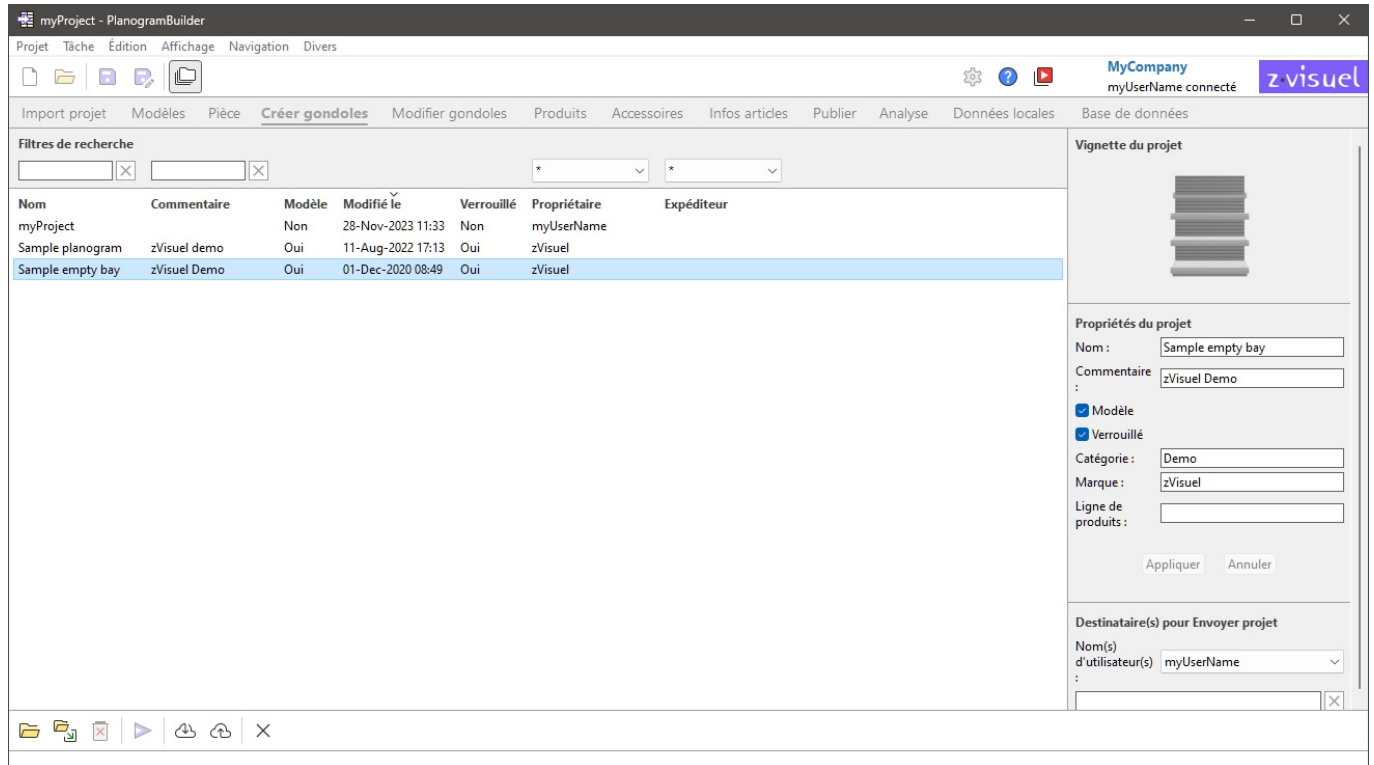 myProject - PlanogramBuilder
Projet Tâche Édition Affichage Navigation Divers
MyCompany
myUserName connecté
z·visuel
Import projet Modèles Pièce Créer gondoles Modifier gondoles Produits Accessoires Infos articles Publier Analyse Données locales Base de données
Filtres de recherche
* *
Nom Commentaire Modèle Modifié le Verrouillé Propriétaire Expéditeur
myProject Non 28-Nov-2023 11:33 Non myUserName
Sample planogram zVisuel demo Oui 11-Aug-2022 17:13 Oui zVisuel
Sample empty bay zVisuel Demo Oui 01-Dec-2020 08:49 Oui zVisuel
Vignette du projet
Propriétés du projet
Nom : Sample empty bay
Commentaire : zVisuel Demo
Modèle
Verrouillé
Catégorie : Demo
Marque : zVisuel
Ligne de
produits :
Appliquer Annuler
Destinataire(s) pour Envoyer projet
Nom(s)
d'utilisateur(s) myUserName
: